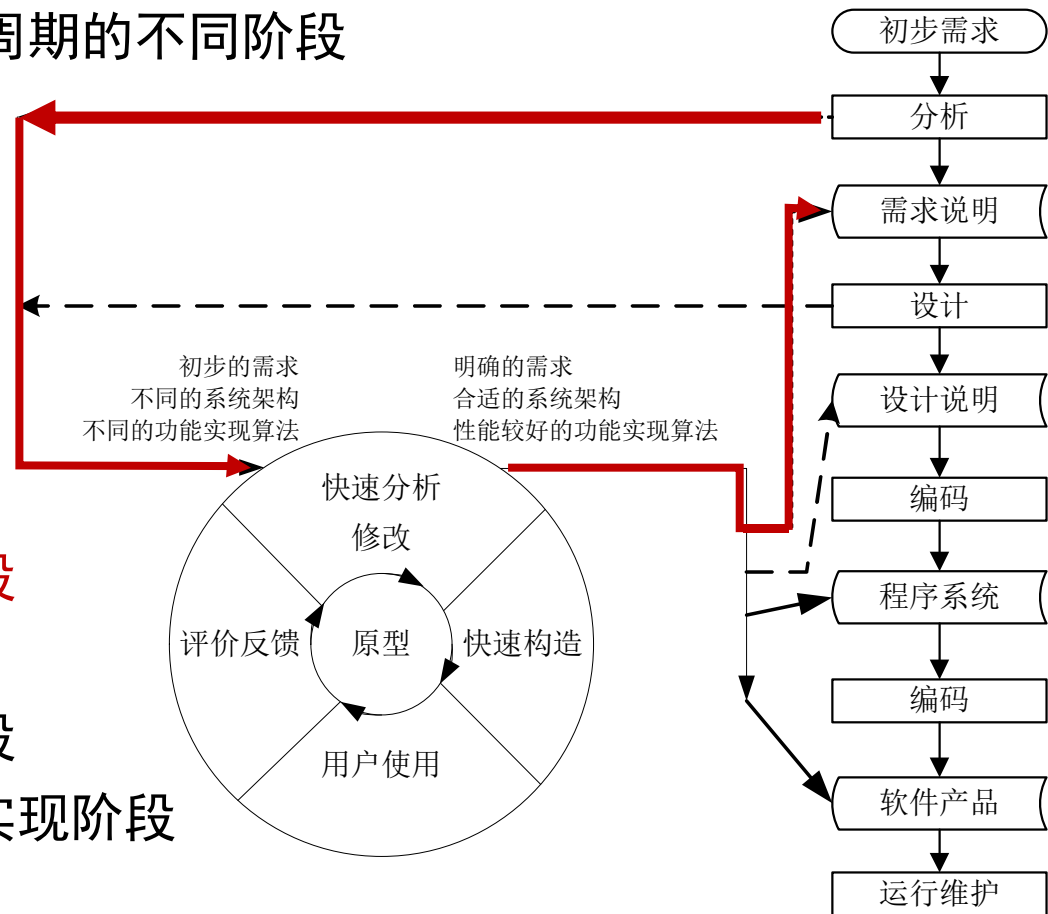 周期的不同阶段
初步需求
分析
需求说明
设计
初步的需求
不同的系统架构
不同的功能实现算法
明确的需求
合适的系统架构
性能较好的功能实现算法
设计说明
快速分析
修改
编码
段
程序系统
评价反馈
原型
快速构造
编码
段
用户使用
实现阶段
软件产品
运行维护